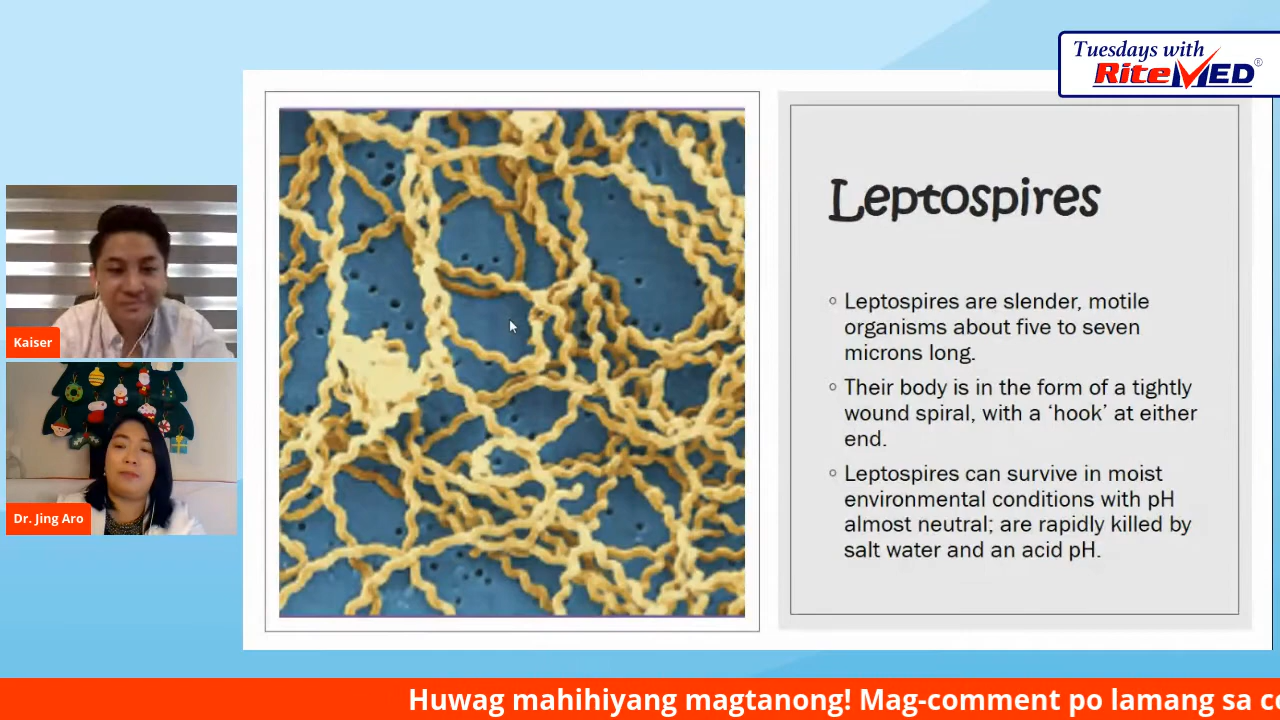 Tuesdays with
RiteMED®
Leptospires
Leptospires are slender, motile
organisms about five to seven
microns long.
Their body is in the form of a tightly
wound spiral, with a ‘hook’ at either
end.
Leptospires can survive in moist
environmental conditions with pH
almost neutral; are rapidly killed by
salt water and an acid pH.
Kaiser
Dr. Jing Aro
Huwag mahihiyang magtanong! Mag-comment po lamang sa